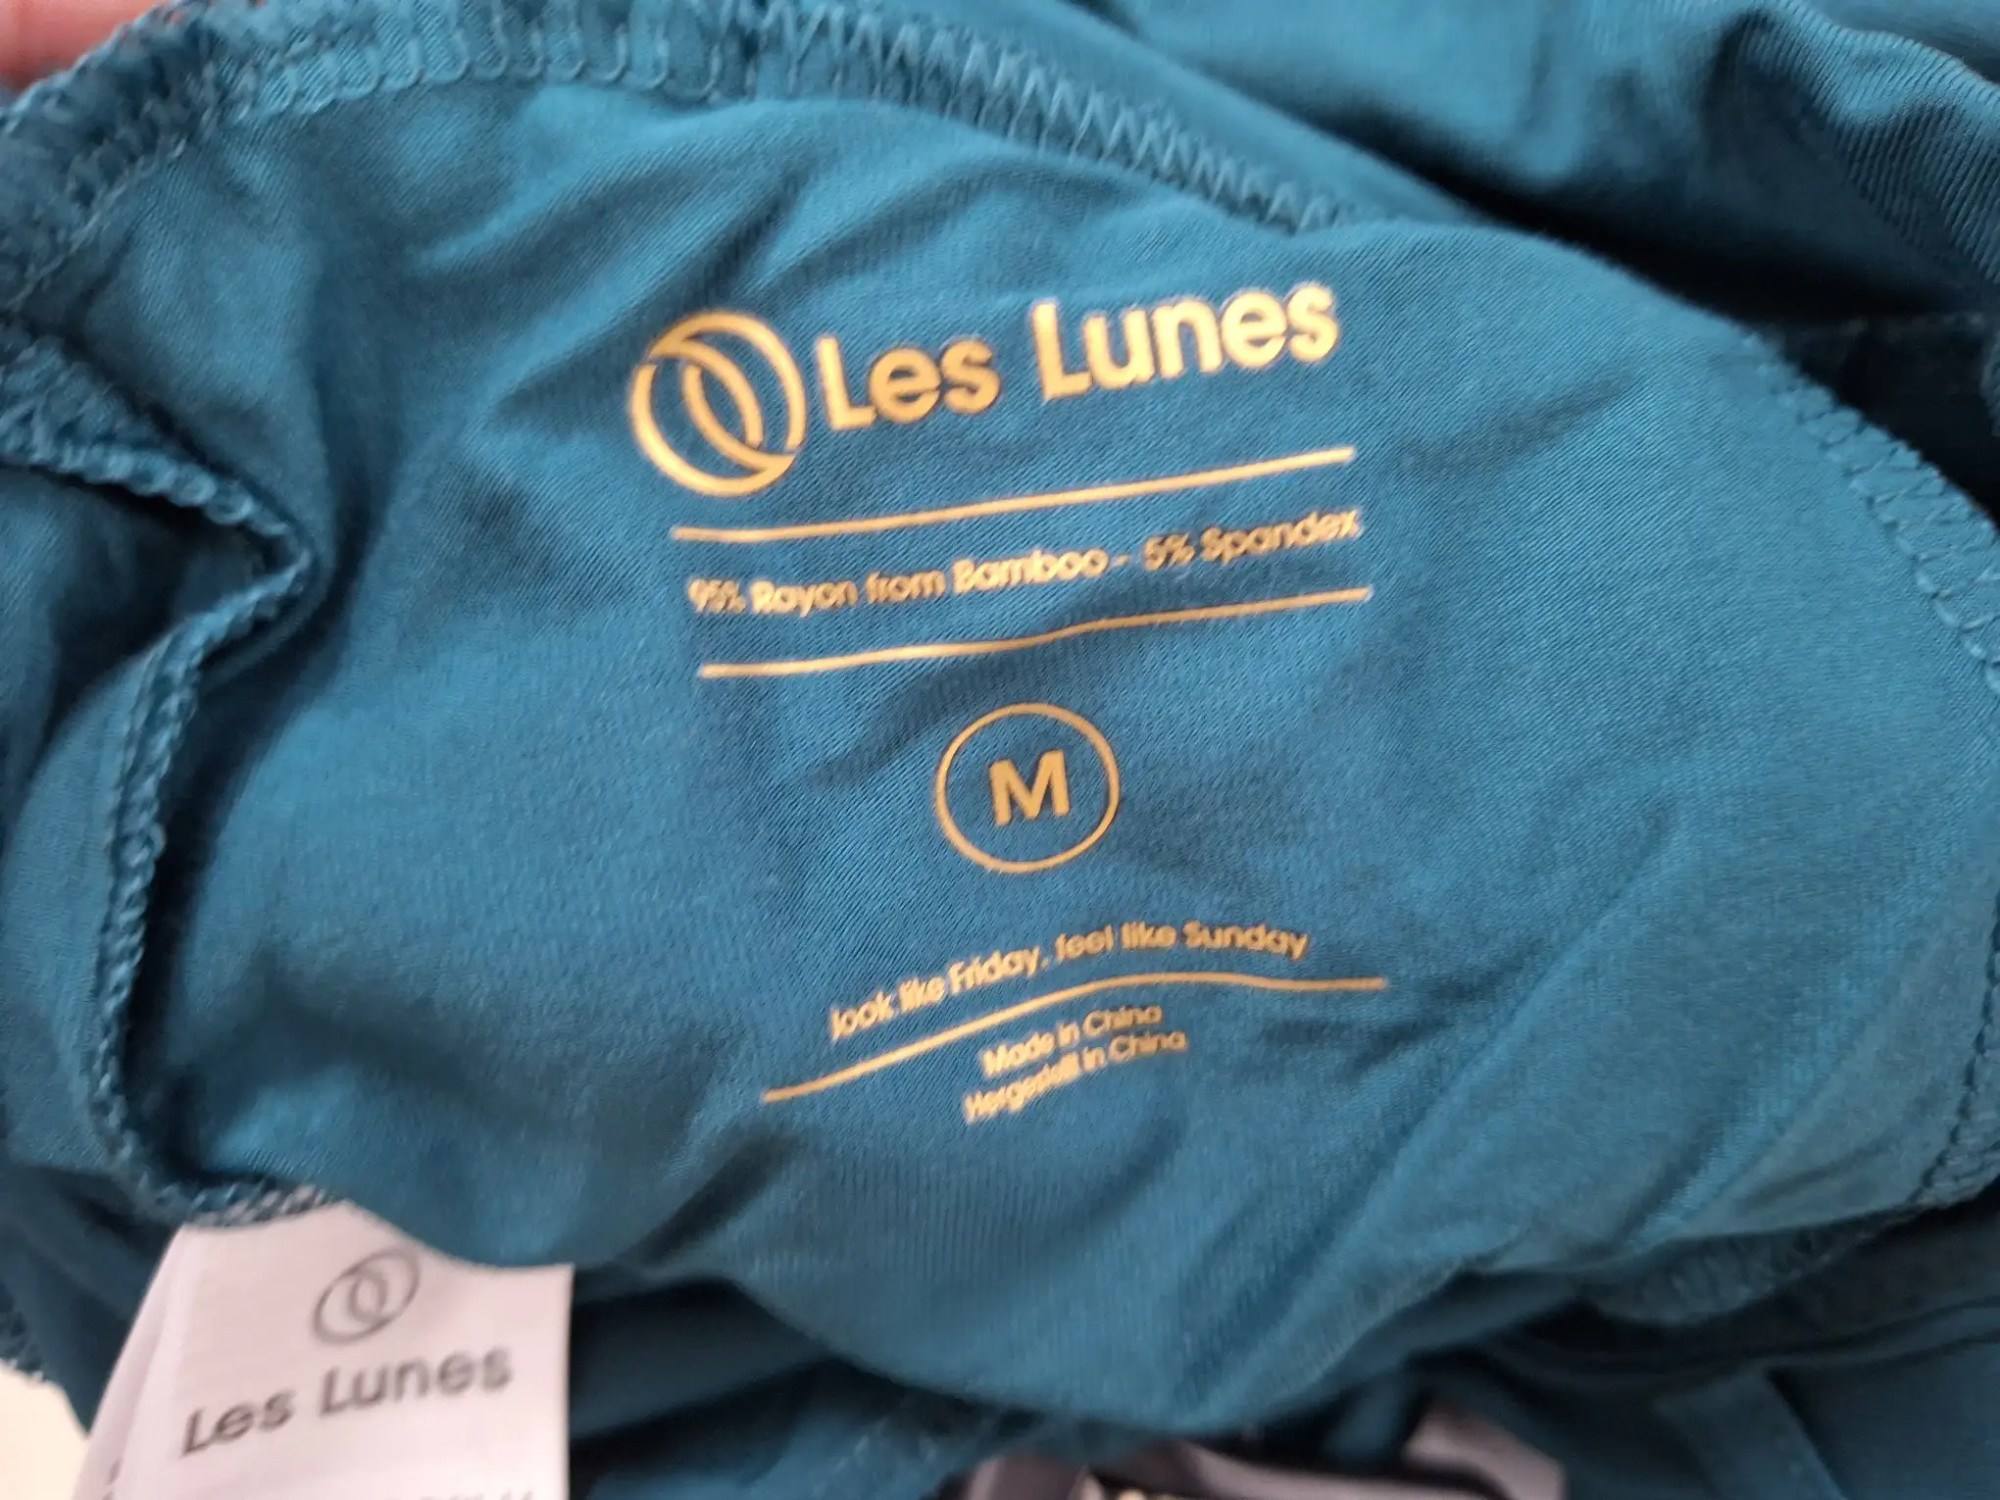 Les Lunes
95% Rayon from Bamboo - 5% Spandex
M
look like Friday, feel like Sunday
Made in China
Hergestellt in China
Les Lunes